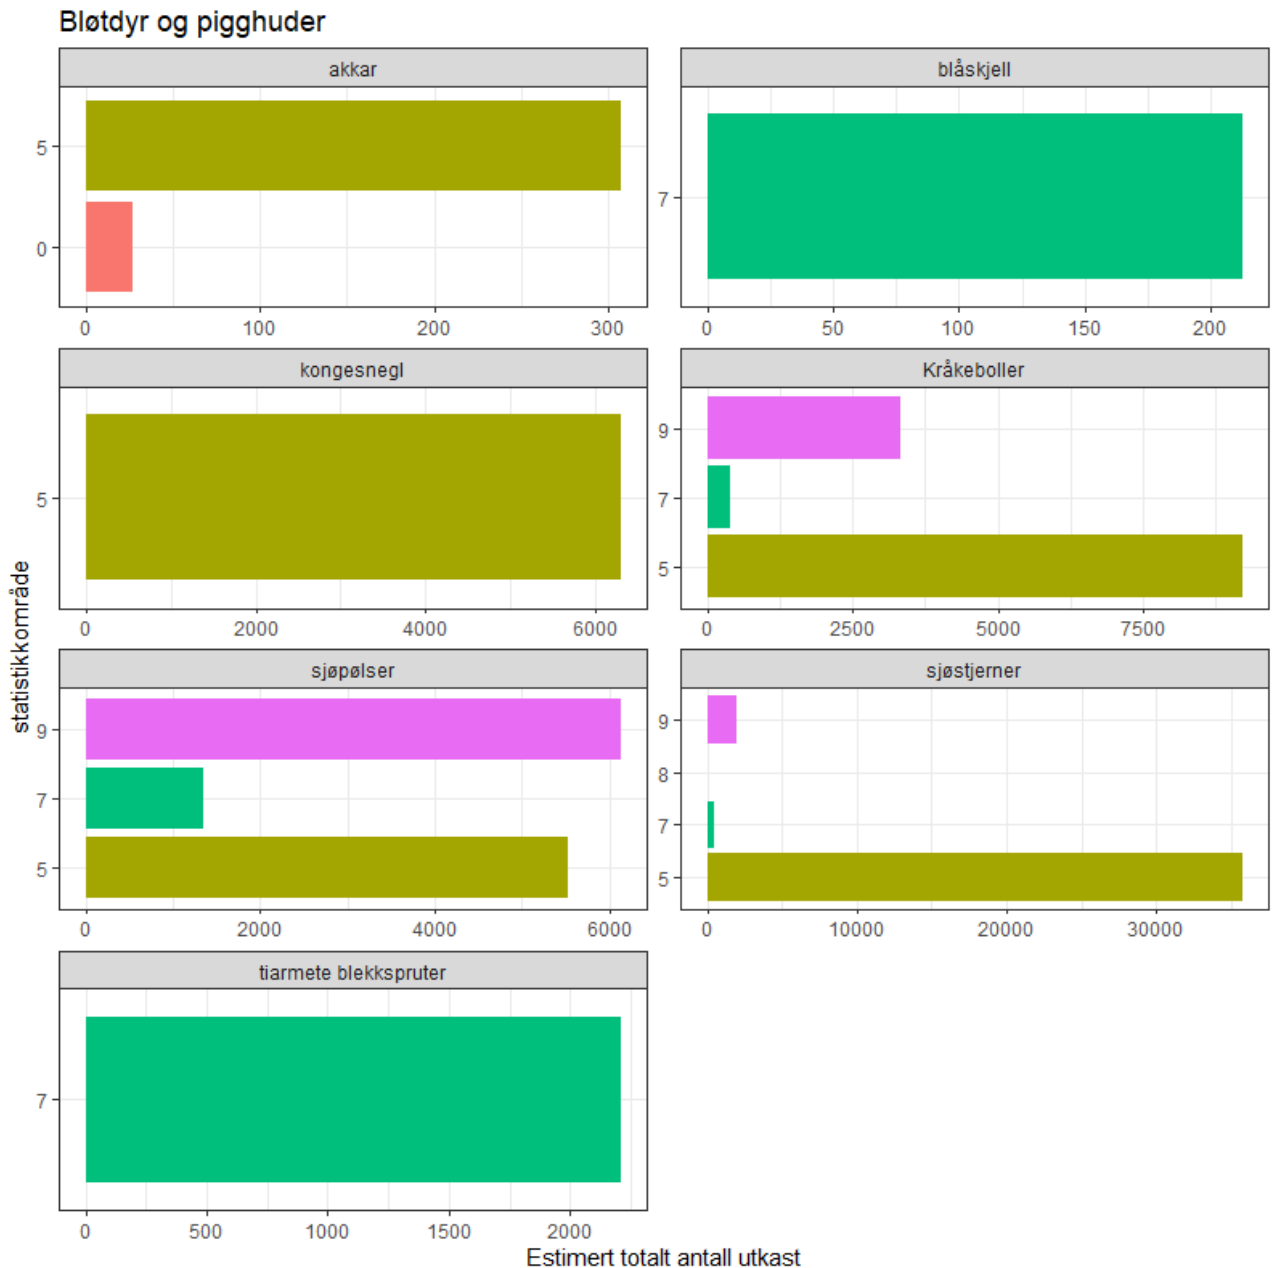 Bløtdyr og pigghuder
akkar
5
0
0 100 200 300
blåskjell
7
0 50 100 150 200
kongesnegl
5
0 2000 4000 6000
Kråkeboller
9
7
5
0 2500 5000 7500
sjøpølser
9
7
5
0 2000 4000 6000
sjøstjerner
9
8
7
5
0 10000 20000 30000
tiarmete blekkspruter
7
0 500 1000 1500 2000
statistikkområde
Estimert totalt antall utkast